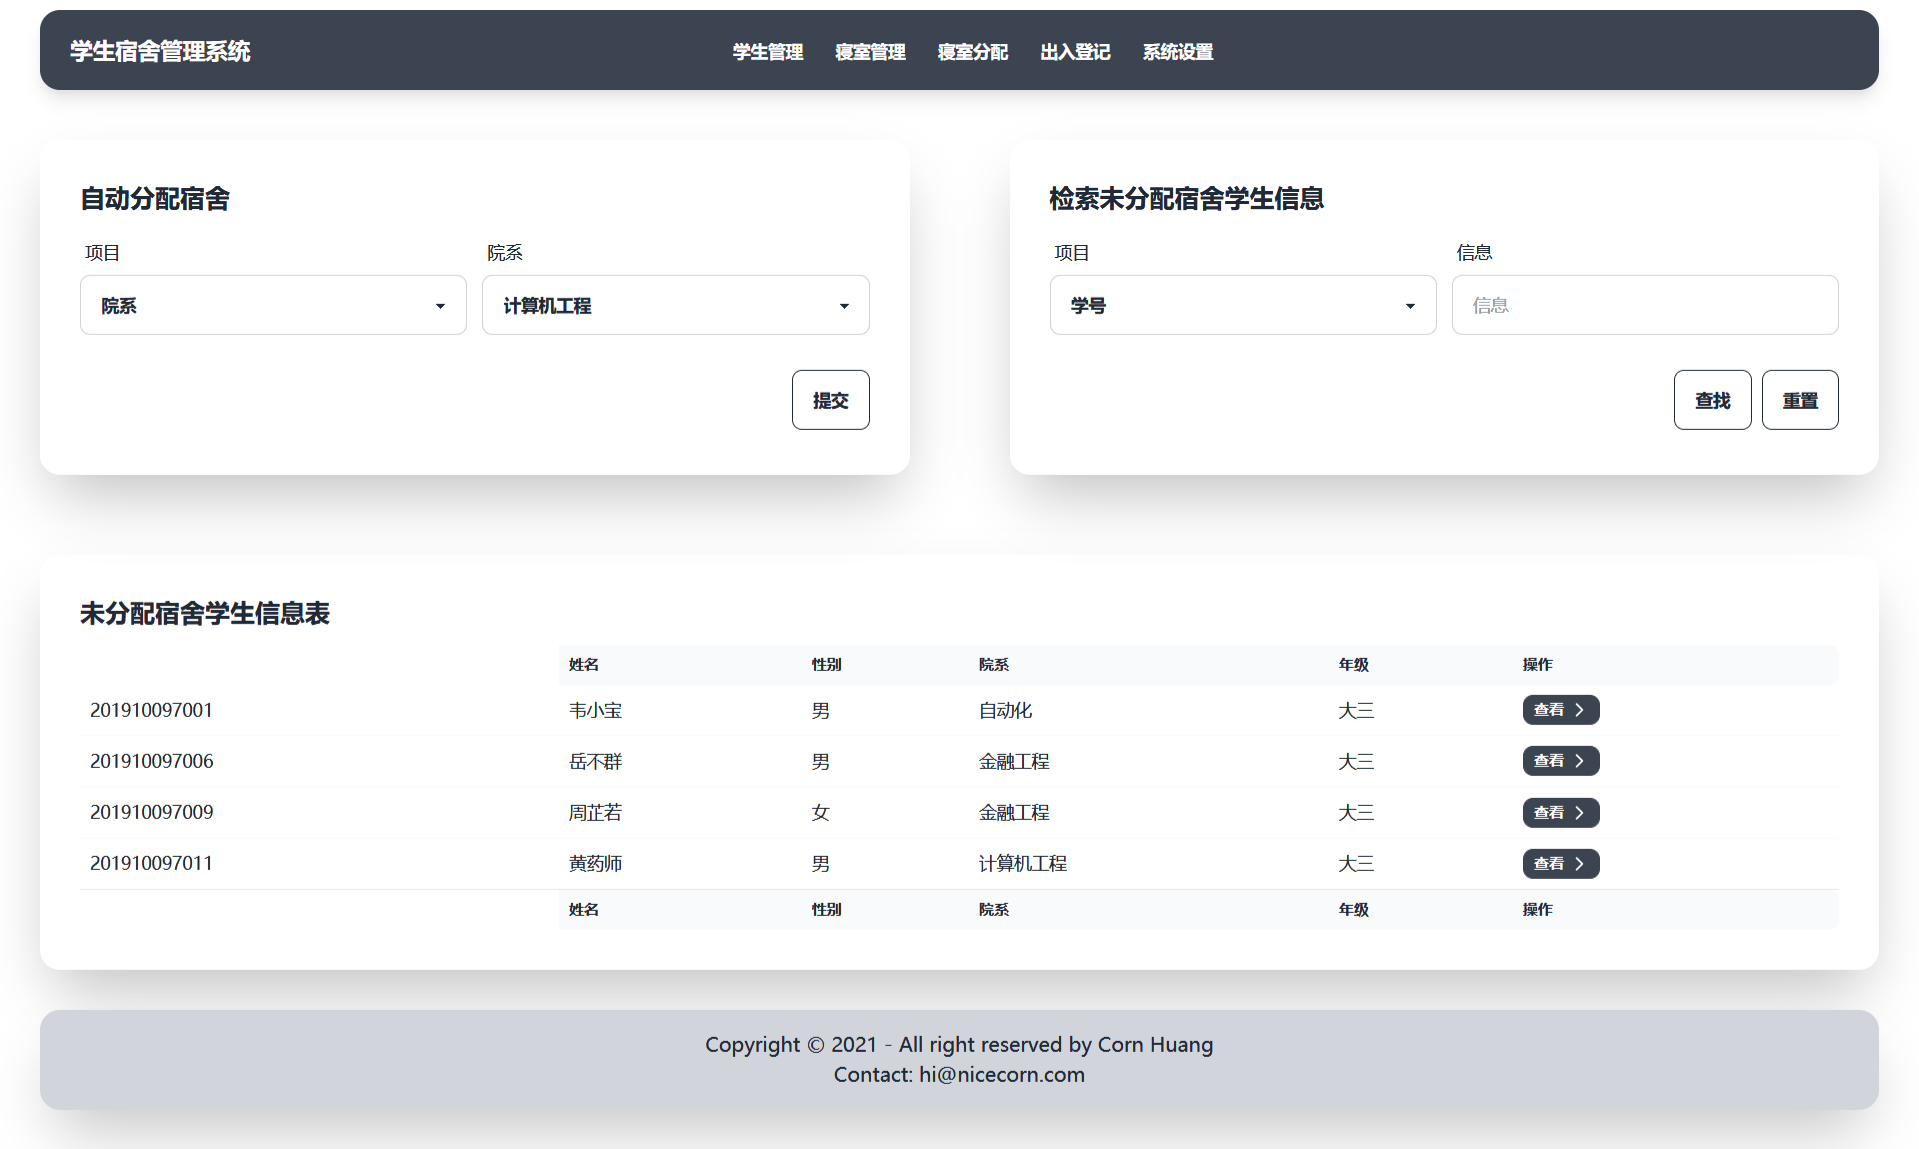 学生宿舍管理系统 学生管理 寝室管理 寝室分配 出入登记 系统设置
自动分配宿舍
项目 院系
院系 计算机工程
提交
检索未分配宿舍学生信息
项目 信息
学号 信息
查找 重置
未分配宿舍学生信息表
姓名 性别 院系 年级 操作
201910097001 韦小宝 男 自动化 大三 查看
201910097006 岳不群 男 金融工程 大三 查看
201910097009 周芷若 女 金融工程 大三 查看
201910097011 黄药师 男 计算机工程 大三 查看
姓名 性别 院系 年级 操作
Copyright © 2021 - All right reserved by Corn Huang
Contact: hi@nicecorn.com